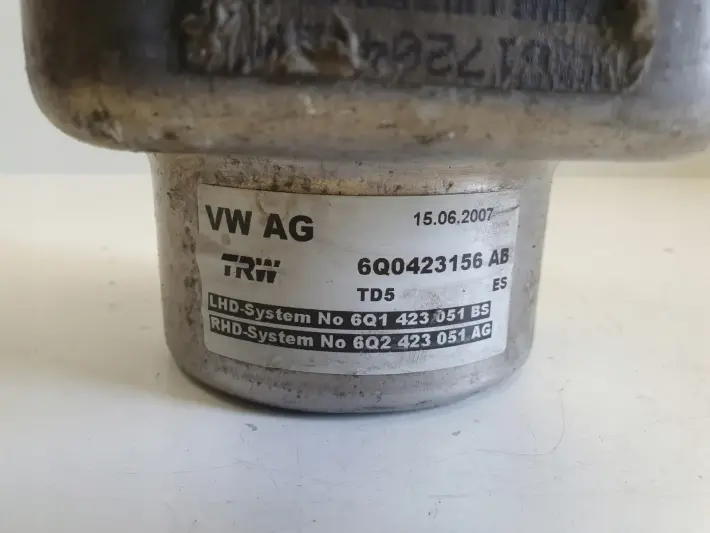 VW AG 15.06.2007
TRW 6Q0423156 AB
TD5 ES
LHD-System No 6Q1 423 051 BS
RHD-System No 6Q2 423 051 AG